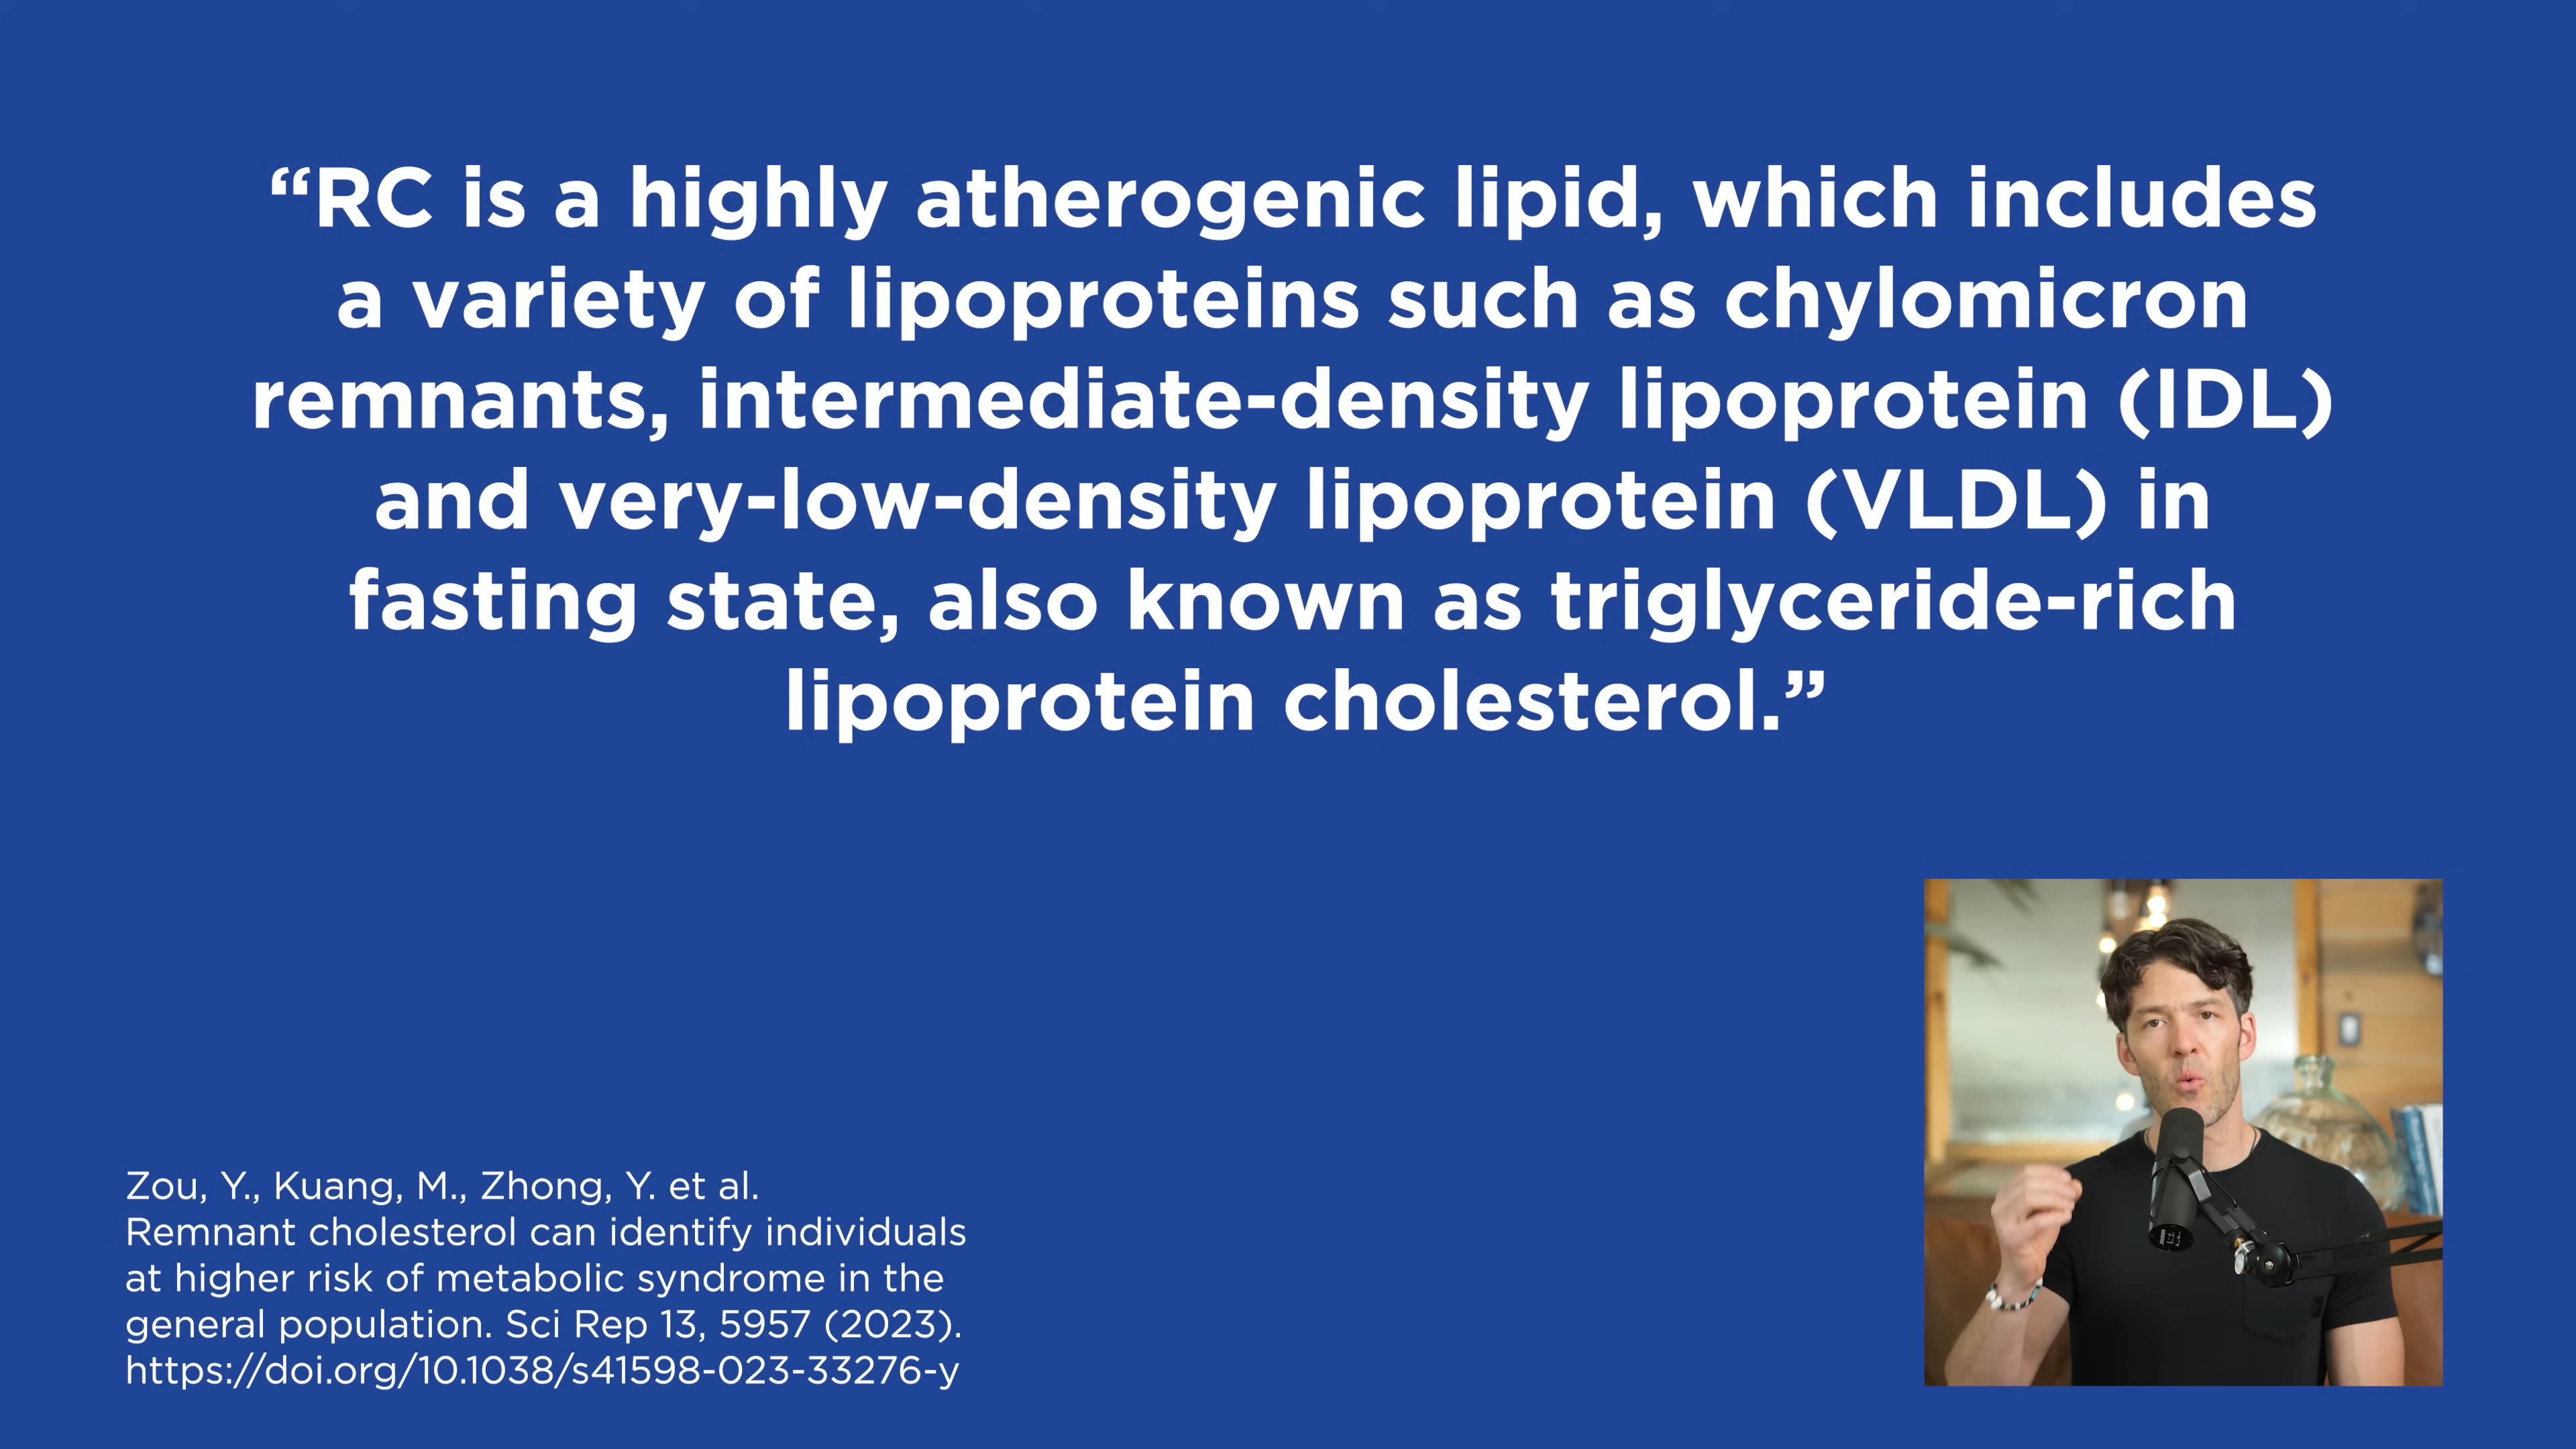 “RC is a highly atherogenic lipid, which includes
a variety of lipoproteins such as chylomicron
remnants, intermediate-density lipoprotein (IDL)
and very-low-density lipoprotein (VLDL) in
fasting state, also known as triglyceride-rich
lipoprotein cholesterol.”
Zou, Y., Kuang, M., Zhong, Y. et al.
Remnant cholesterol can identify individuals
at higher risk of metabolic syndrome in the
general population. Sci Rep 13, 5957 (2023).
https://doi.org/10.1038/s41598-023-33276-y